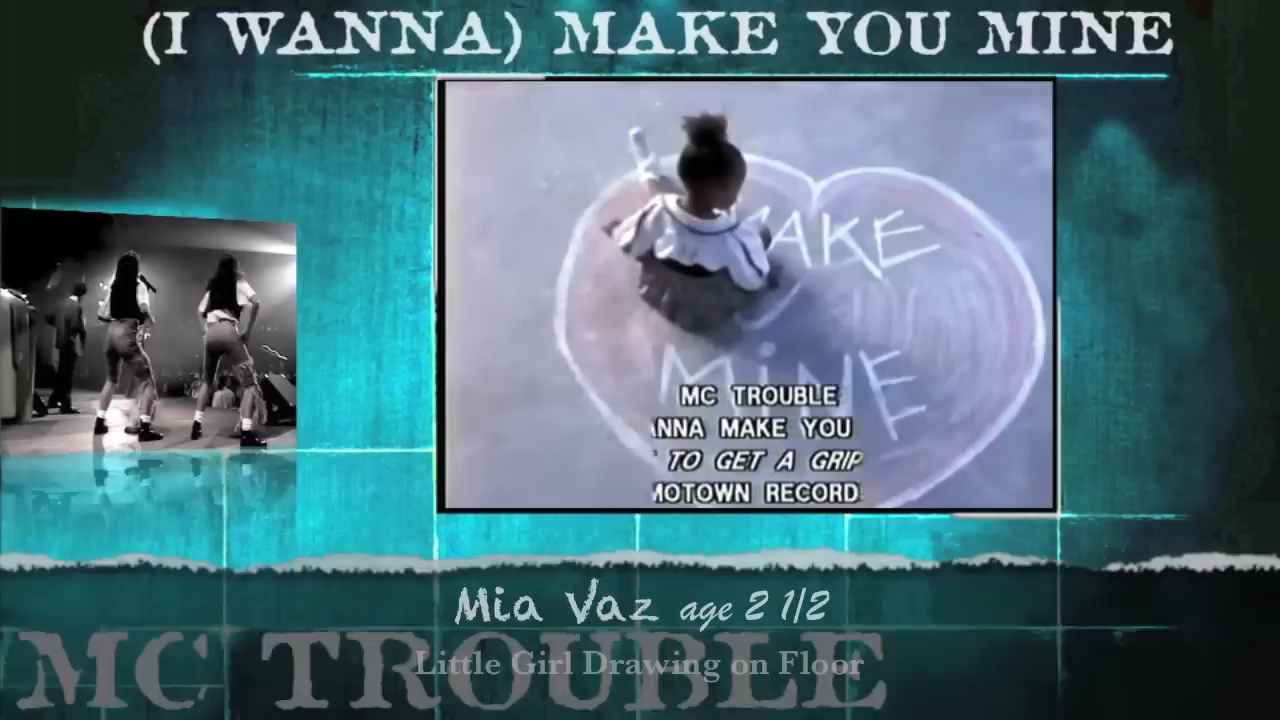 (I WANNA) MAKE YOU MINE
AKE
MiNE
MC TROUBLE
NNA MAKE YOU
TO GET A GRIP
MOTOWN RECORD
Mia Vaz age 2 1/2
Little Girl Drawing on Floor
MC TROUBLE